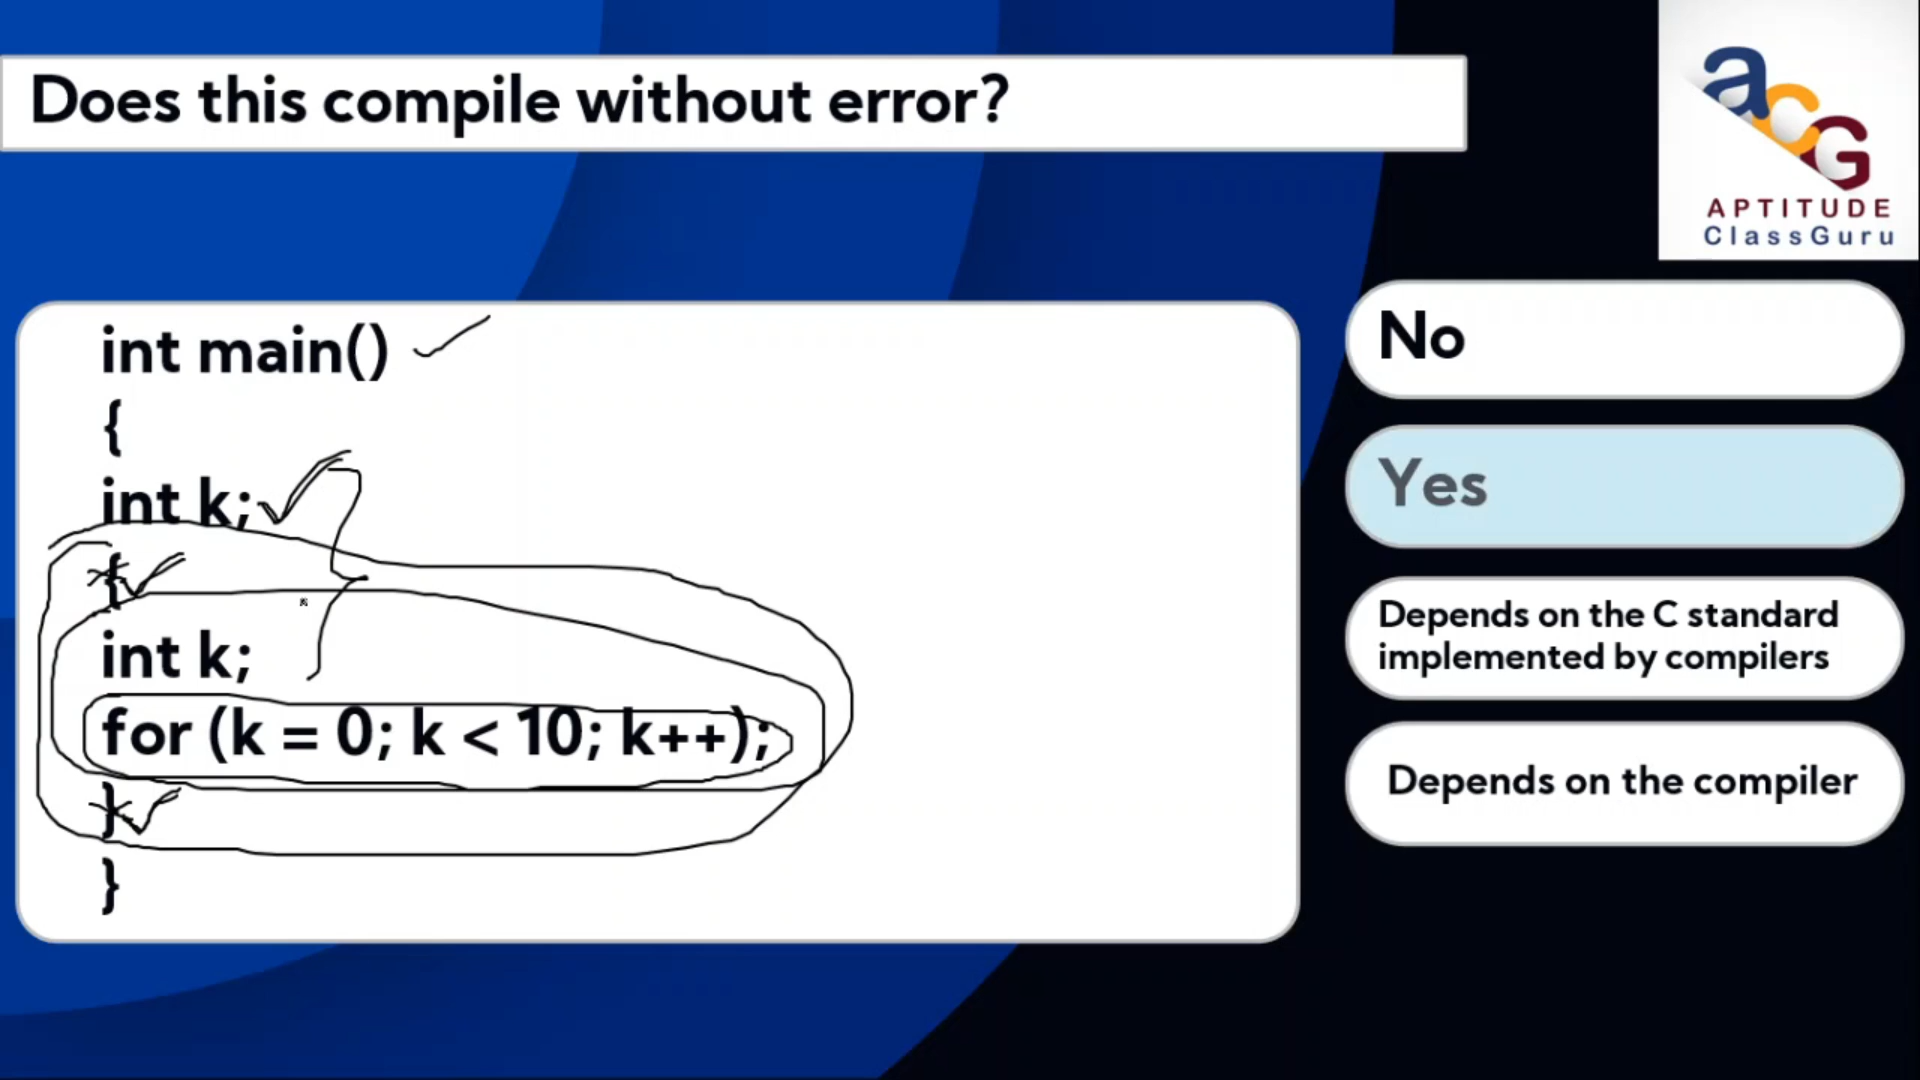 Does this compile without error?
aCG
APTITUDE
ClassGuru
int main()
{
int k;
{
int k;
for (k = 0; k < 10; k++);
}
}
No
Yes
Depends on the C standard
implemented by compilers
Depends on the compiler